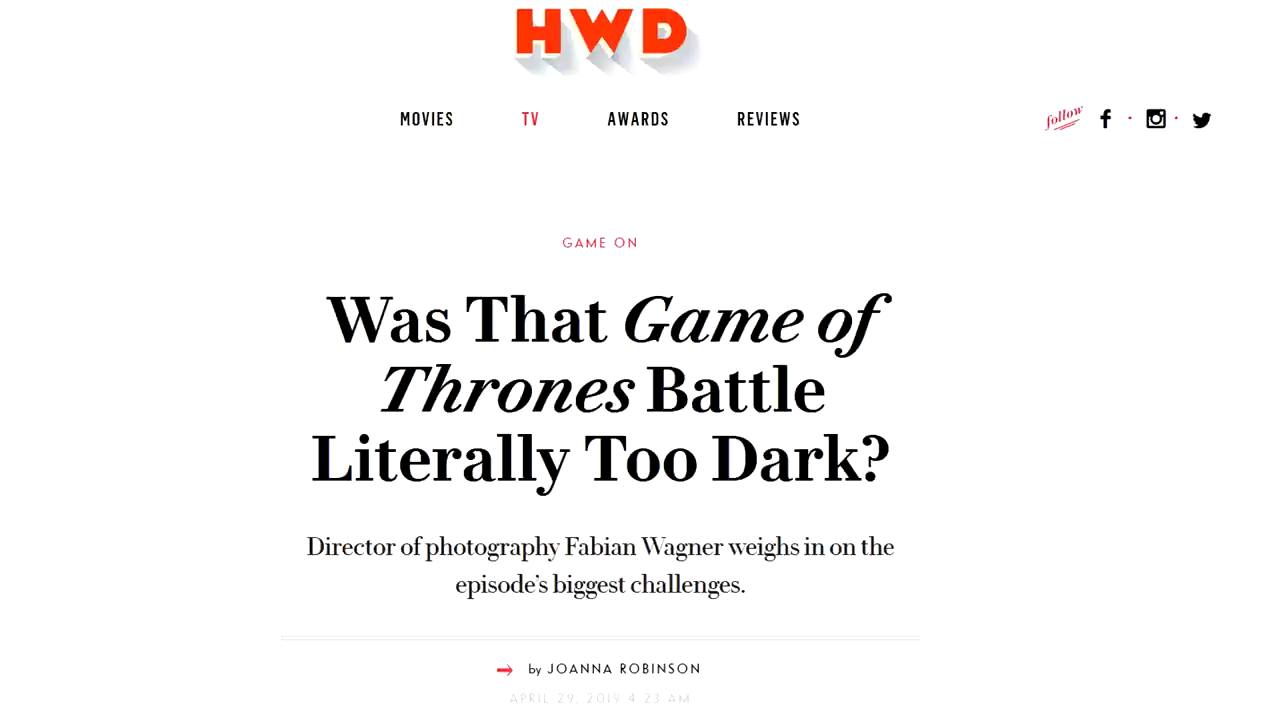 HWD
MOVIES TV AWARDS REVIEWS follow
GAME ON
Was That Game of
Thrones Battle
Literally Too Dark?
Director of photography Fabian Wagner weighs in on the
episode's biggest challenges.
by JOANNA ROBINSON
APRIL 29, 2019 4:23 AM